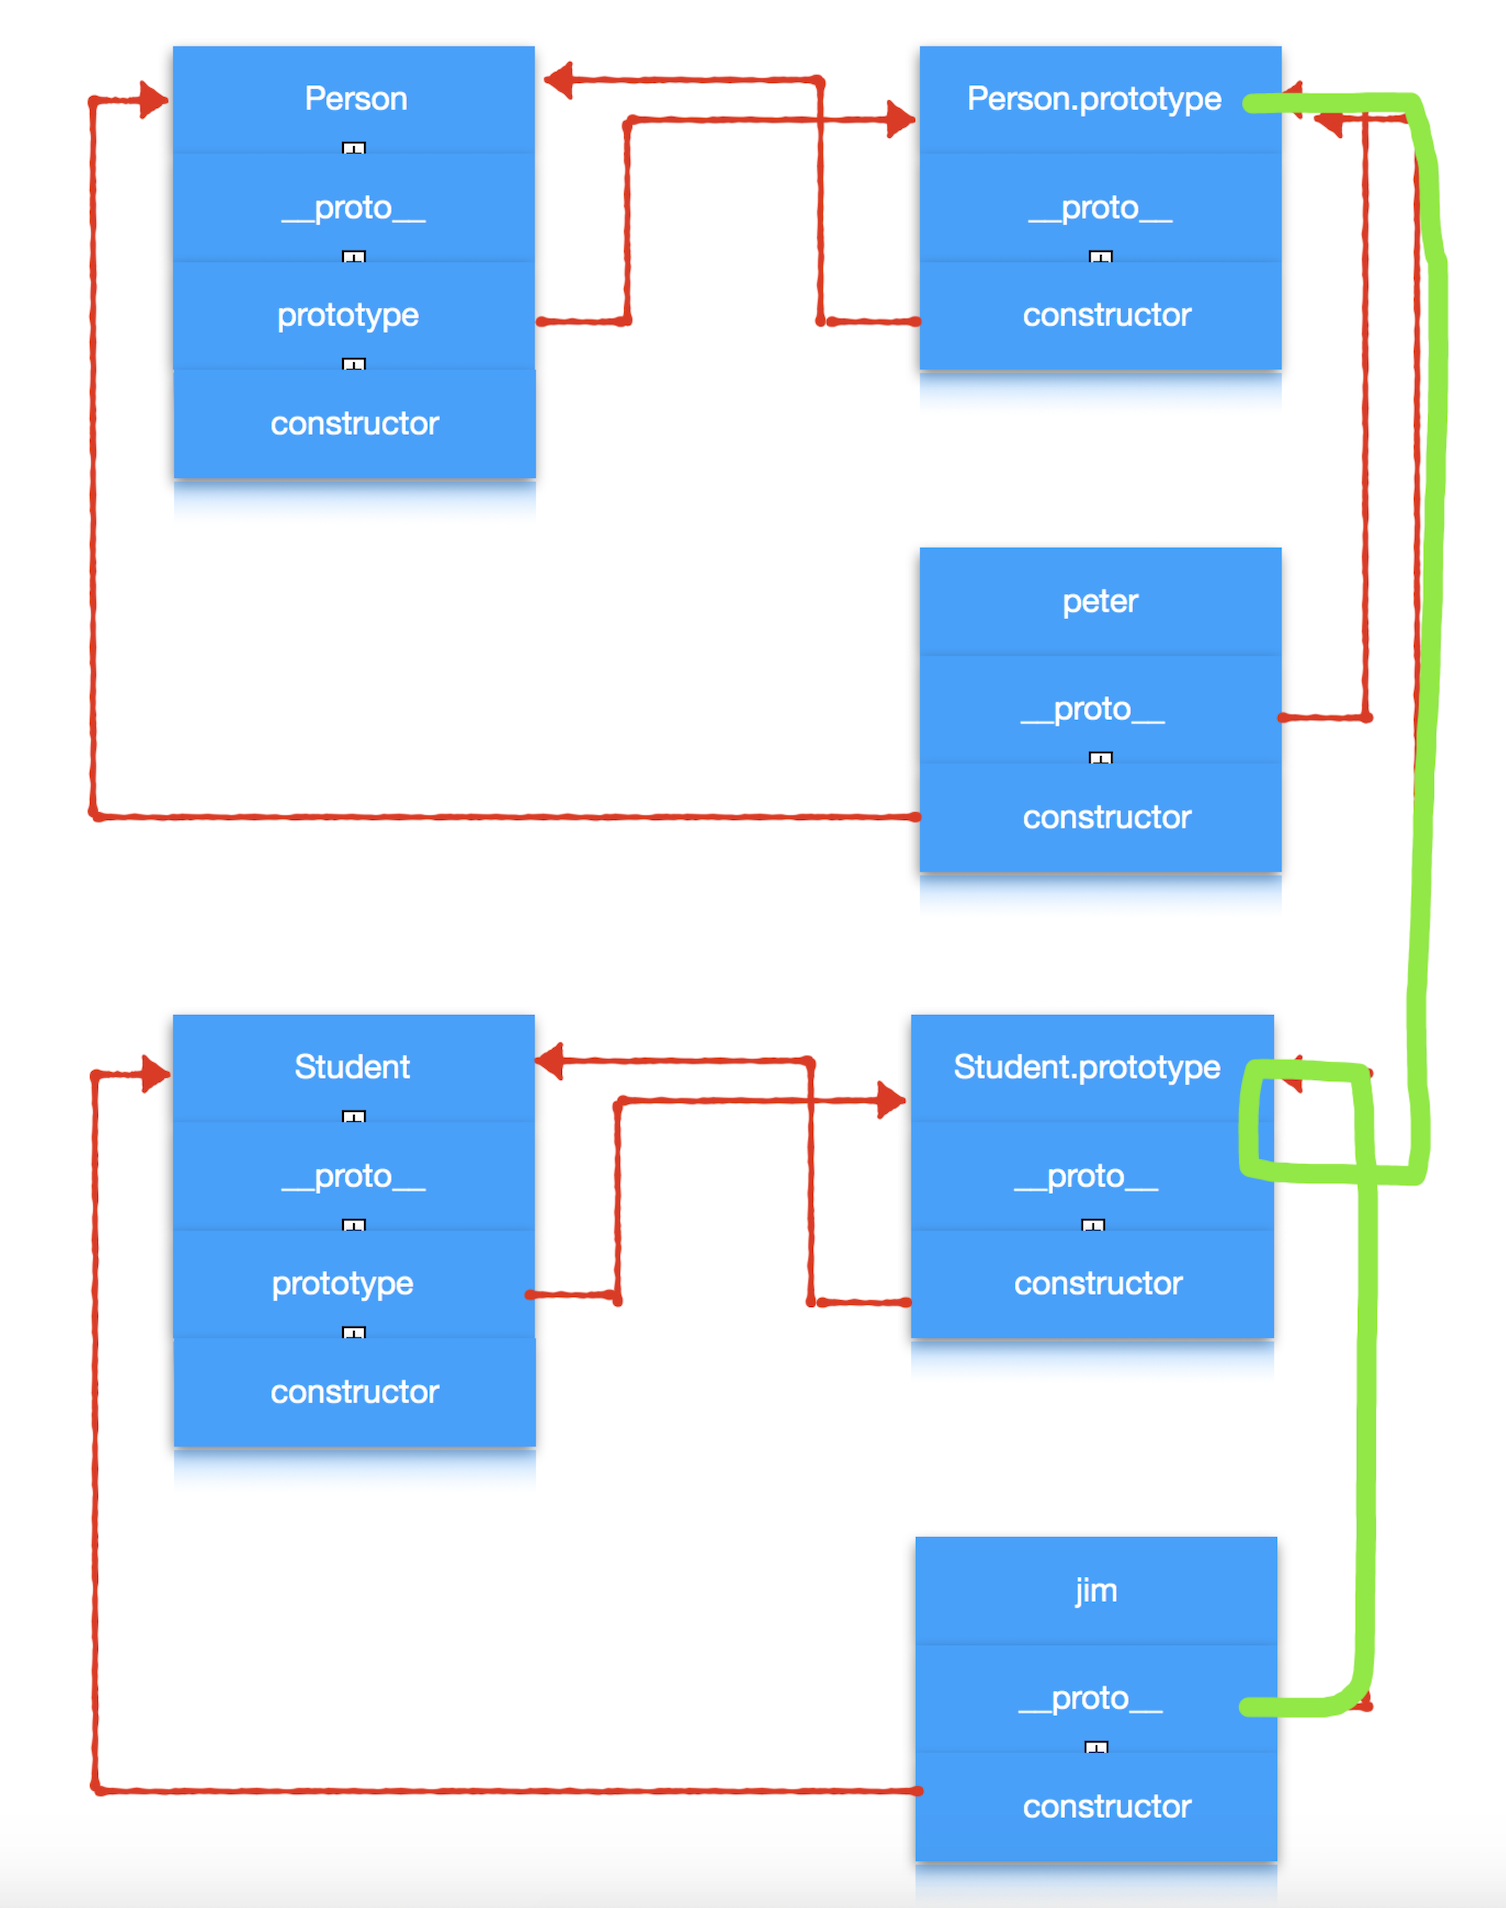 Person
__proto__
prototype
constructor
Person.prototype
__proto__
constructor
peter
__proto__
constructor
Student
__proto__
prototype
constructor
Student.prototype
__proto__
constructor
jim
__proto__
constructor